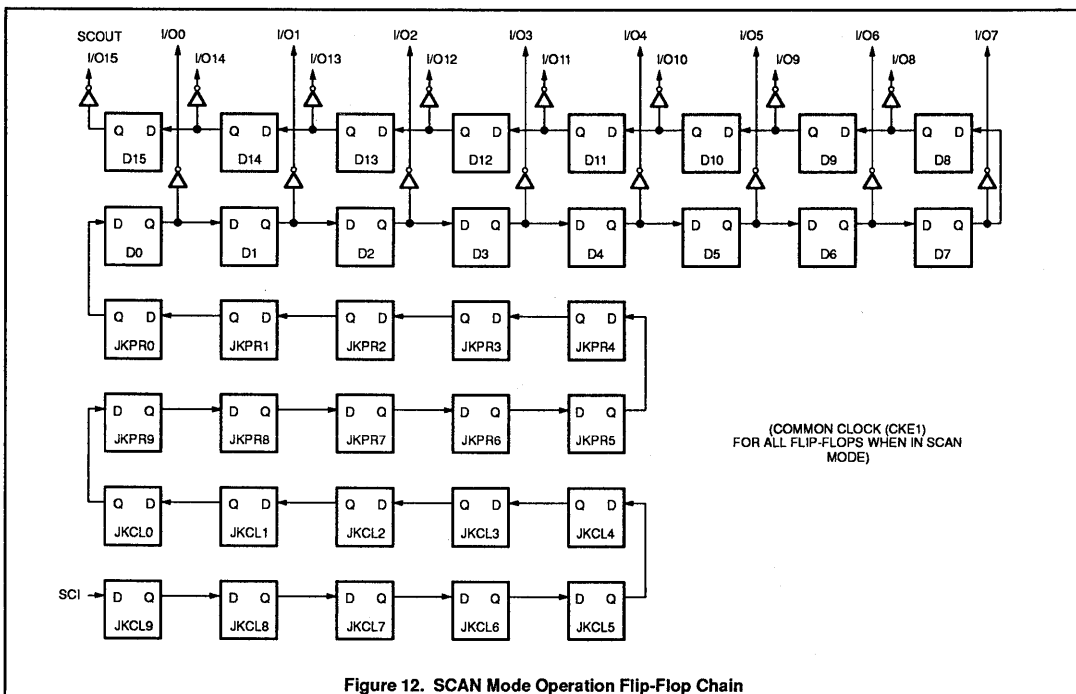 SCOUT I/O0 I/O1 I/O2 I/O3 I/O4 I/O5 I/O6 I/O7
I/O15 I/O14 I/O13 I/O12 I/O11 I/O10 I/O9 I/O8
Q D Q D Q D Q D Q D Q D Q D Q D
D15 D14 D13 D12 D11 D10 D9 D8
D Q D Q D Q D Q D Q D Q D Q D Q
D0 D1 D2 D3 D4 D5 D6 D7
Q D Q D Q D Q D Q D
JKPR0 JKPR1 JKPR2 JKPR3 JKPR4
D Q D Q D Q D Q D Q
JKPR9 JKPR8 JKPR7 JKPR6 JKPR5
(COMMON CLOCK (CKE1)
FOR ALL FLIP-FLOPS WHEN IN SCAN
MODE)
Q D Q D Q D Q D Q D
JKCL0 JKCL1 JKCL2 JKCL3 JKCL4
SCI D Q D Q D Q D Q D Q
JKCL9 JKCL8 JKCL7 JKCL6 JKCL5
Figure 12. SCAN Mode Operation Flip-Flop Chain